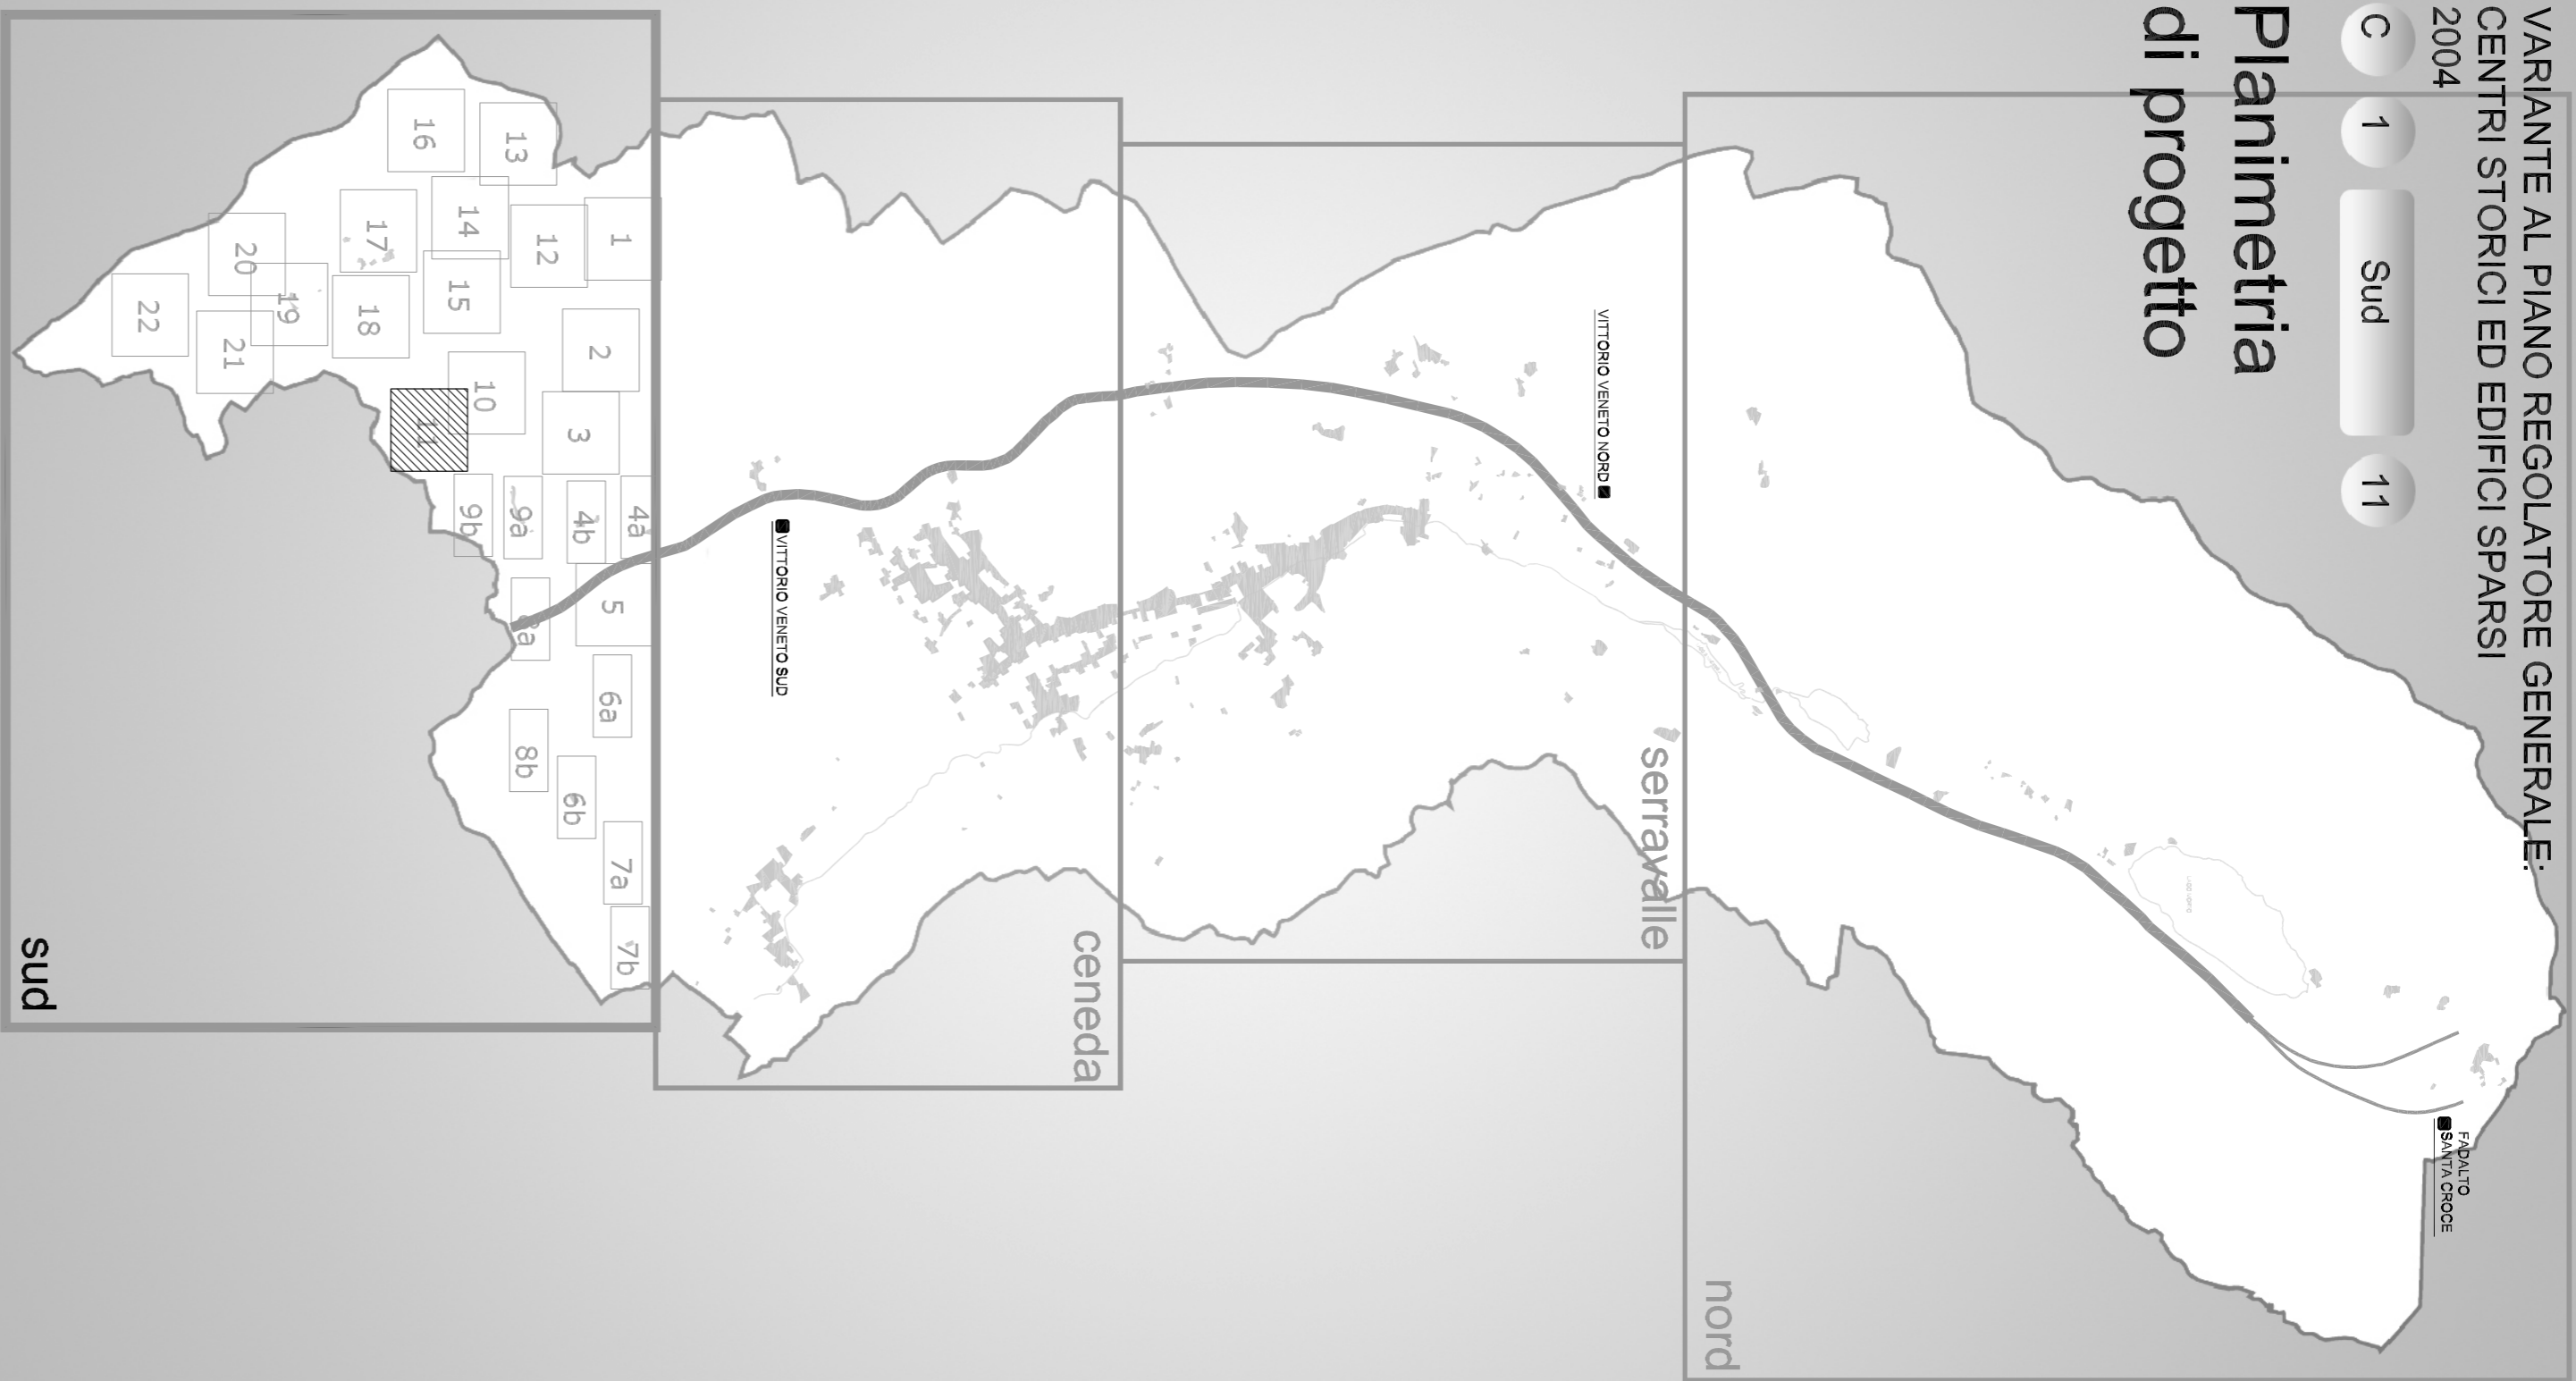 VARIANTE AL PIANO REGOLATORE GENERALE:
CENTRI STORICI ED EDIFICI SPARSI
2004
C 1 Sud 11
Planimetria
di progetto
FADALTO
SANTA CROCE
nord
serravalle
VITTORIO VENETO NORD
ceneda
VITTORIO VENETO SUD
1
2
3
4a
4b
5
6a
6b
7a
7b
8a
8b
9a
9b
10
11
12
13
14
15
16
17
18
19
20
21
22
sud